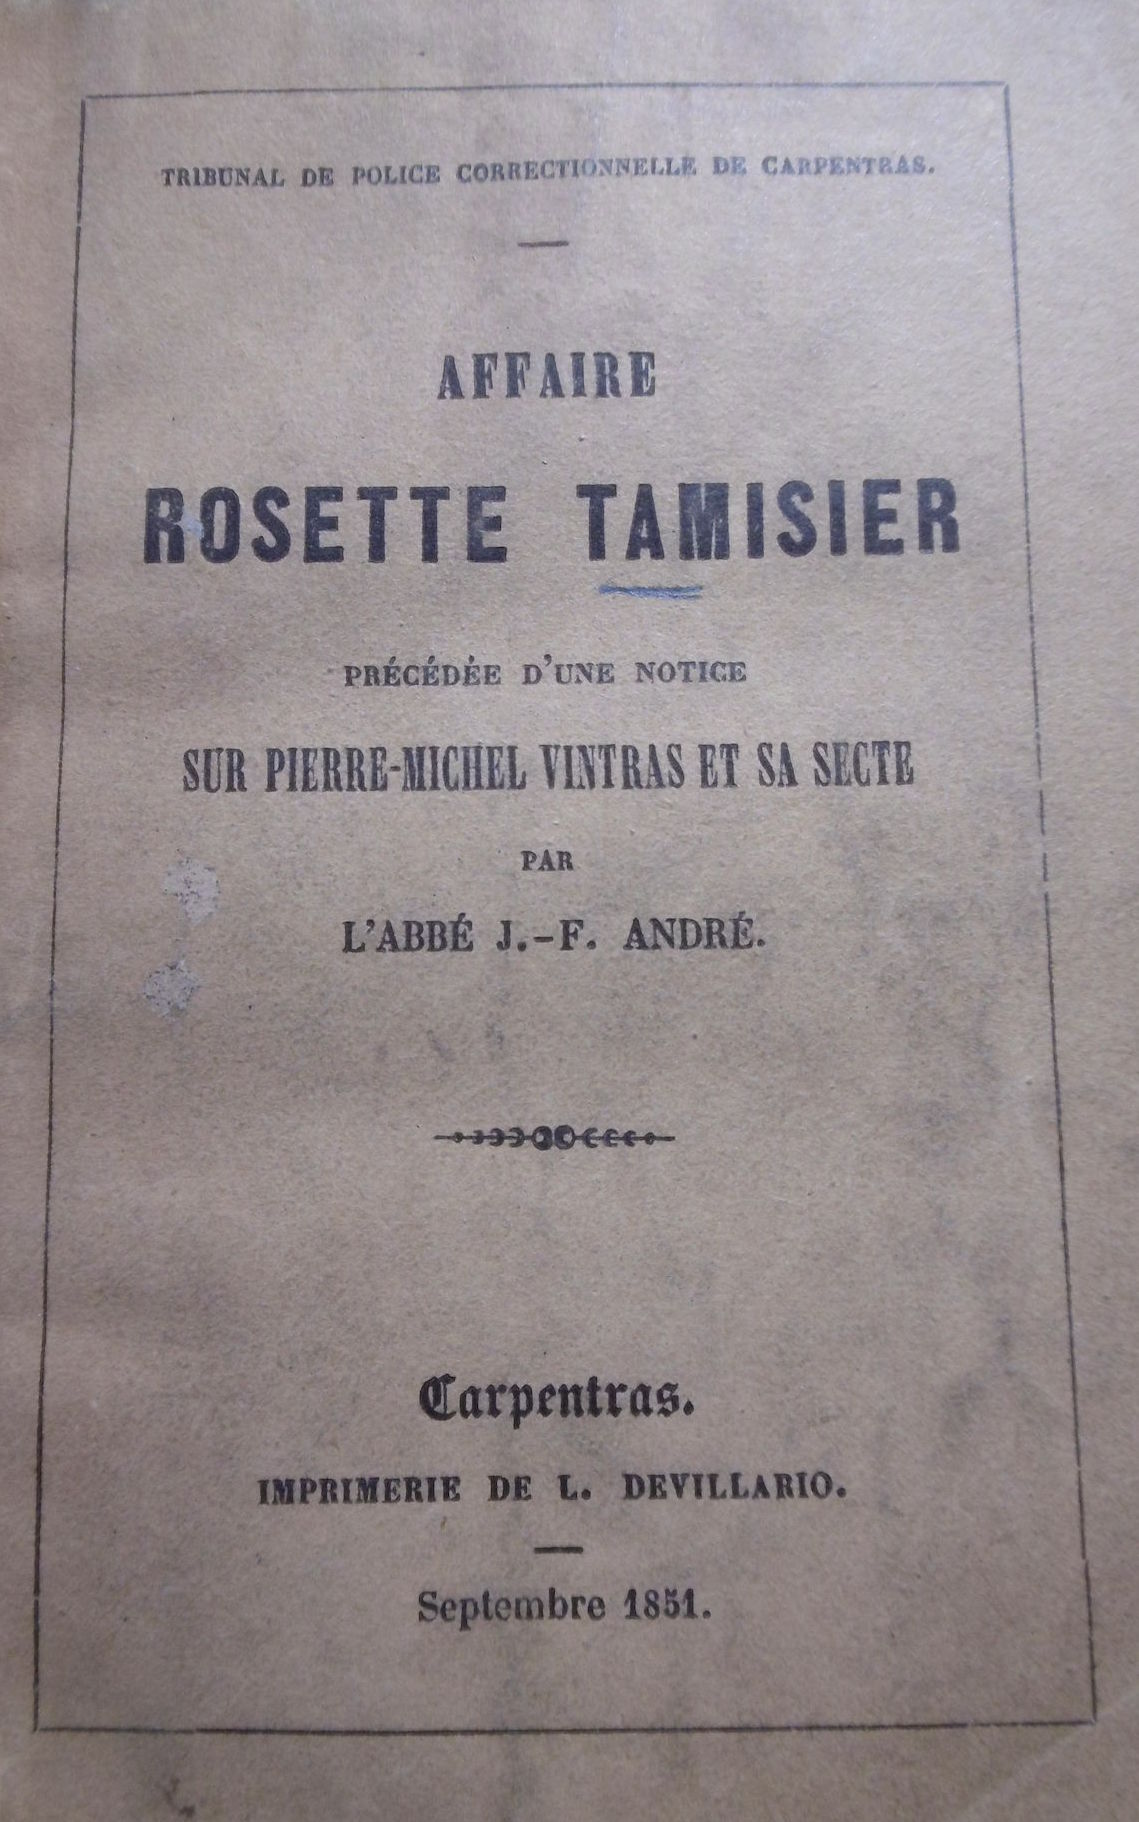 TRIBUNAL DE POLICE CORRECTIONNELLE DE CARPENTRAS.
AFFAIRE
ROSETTE TAMISIER
PRÉCÉDÉE D'UNE NOTICE
SUR PIERRE-MICHEL VINTRAS ET SA SECTE
PAR
L'ABBÉ J.-F. ANDRÉ.
Carpentras.
IMPRIMERIE DE L. DEVILLARIO.
Septembre 1851.